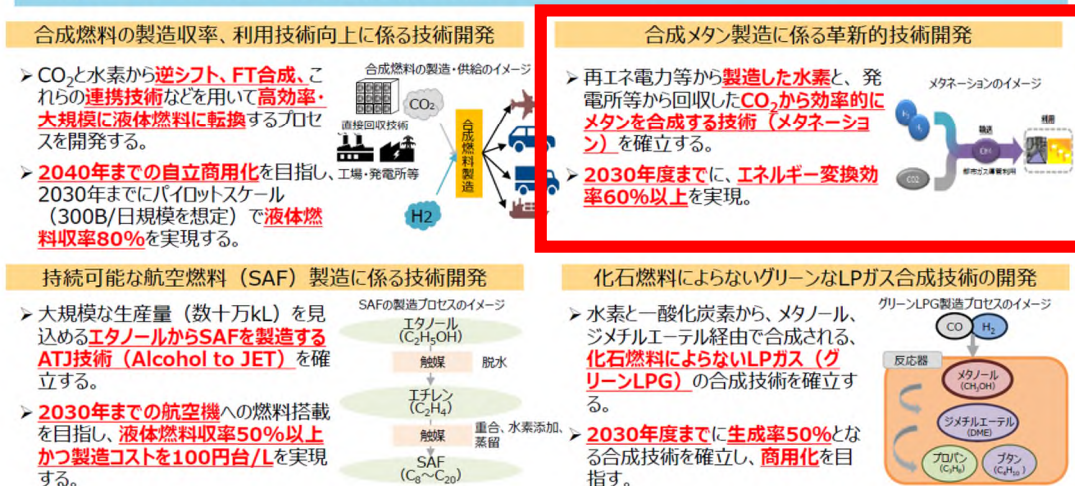 合成燃料の製造収率、利用技術向上に係る技術開発
➢ CO₂と水素から逆シフト、FT合成、こ
れらの連携技術などを用いて高効率・
大規模に液体燃料に転換するプロセ
スを開発する。
➢ 2040年までの自立商用化を目指し、
2030年までにパイロットスケール
（300B/日規模を想定）で液体燃
料収率80%を実現する。
合成燃料の製造・供給のイメージ
CO₂
直接回収技術
工場・発電所等
H2
合成燃料製造
合成メタン製造に係る革新的技術開発
➢ 再エネ電力等から製造した水素と、発
電所等から回収したCO₂から効率的に
メタンを合成する技術（メタネーショ
ン）を確立する。
➢ 2030年度までに、エネルギー変換効
率60%以上を実現。
メタネーションのイメージ
H₂
CO2
輸送
CH₄
都市ガス導管利用
利用
持続可能な航空燃料（SAF）製造に係る技術開発
➢ 大規模な生産量（数十万kL）を見
込めるエタノールからSAFを製造する
ATJ技術（Alcohol to JET）を確
立する。
➢ 2030年までの航空機への燃料搭載
を目指し、液体燃料収率50%以上
かつ製造コストを100円台/Lを実現
する。
SAFの製造プロセスのイメージ
エタノール
(C₂H₅OH)
触媒 脱水
エチレン
(C₂H₄)
触媒
重合、水素添加、
蒸留
SAF
(C₈～C₂₀)
化石燃料によらないグリーンなLPガス合成技術の開発
➢ 水素と一酸化炭素から、メタノール、
ジメチルエーテル経由で合成される、
化石燃料によらないLPガス（グ
リーンLPG）の合成技術を確立す
る。
➢ 2030年度までに生成率50%とな
る合成技術を確立し、商用化を目
指す。
グリーンLPG製造プロセスのイメージ
CO H₂
反応器
メタノール
(CH₃OH)
ジメチルエーテル
(DME)
プロパン
(C₃H₈)
ブタン
(C₄H₁₀)